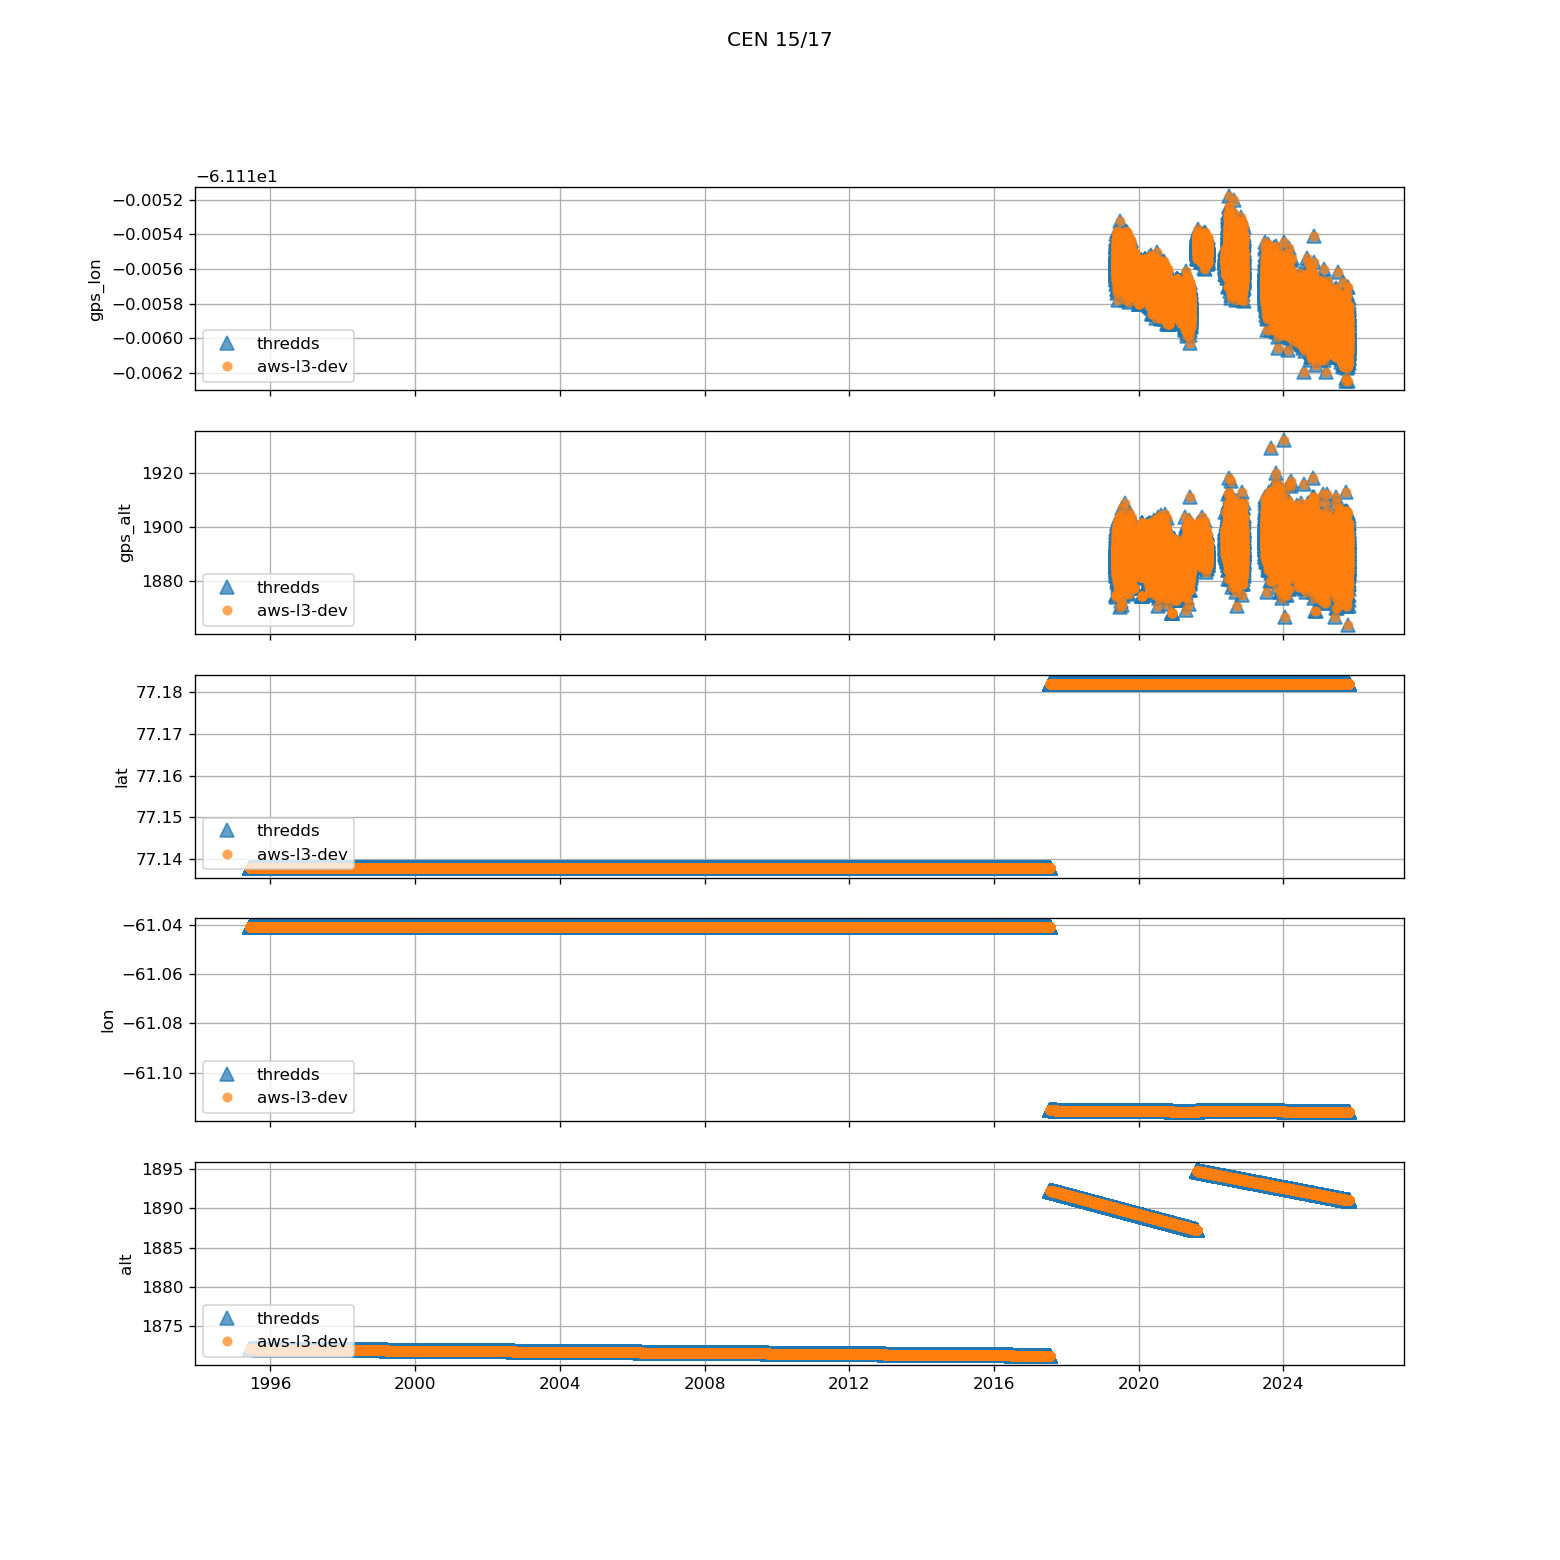 CEN 15/17
−6.111e1
−0.0052
−0.0054
−0.0056
−0.0058
−0.0060
−0.0062
gps_lon
thredds
aws-l3-dev
1920
1900
1880
gps_alt
thredds
aws-l3-dev
77.18
77.17
77.16
77.15
77.14
lat
thredds
aws-l3-dev
−61.04
−61.06
−61.08
−61.10
lon
thredds
aws-l3-dev
1895
1890
1885
1880
1875
alt
thredds
aws-l3-dev
1996 2000 2004 2008 2012 2016 2020 2024